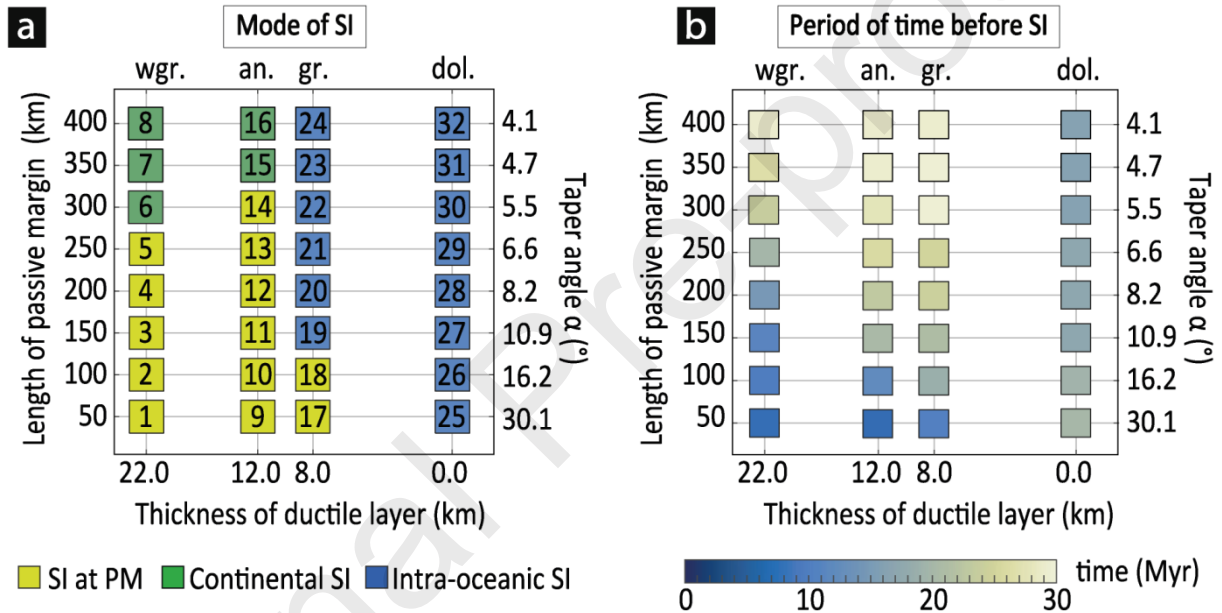 a
Mode of SI
wgr. an. gr. dol.
Length of passive margin (km)
400 8 16 24 32 4.1
350 7 15 23 31 4.7
300 6 14 22 30 5.5
250 5 13 21 29 6.6
200 4 12 20 28 8.2
150 3 11 19 27 10.9
100 2 10 18 26 16.2
50 1 9 17 25 30.1
Taper angle α (°)
22.0 12.0 8.0 0.0
Thickness of ductile layer (km)
SI at PM Continental SI Intra-oceanic SI
b
Period of time before SI
wgr. an. gr. dol.
Length of passive margin (km)
400 4.1
350 4.7
300 5.5
250 6.6
200 8.2
150 10.9
100 16.2
50 30.1
Taper angle α (°)
22.0 12.0 8.0 0.0
Thickness of ductile layer (km)
time (Myr)
0 10 20 30
nal Pre-pro